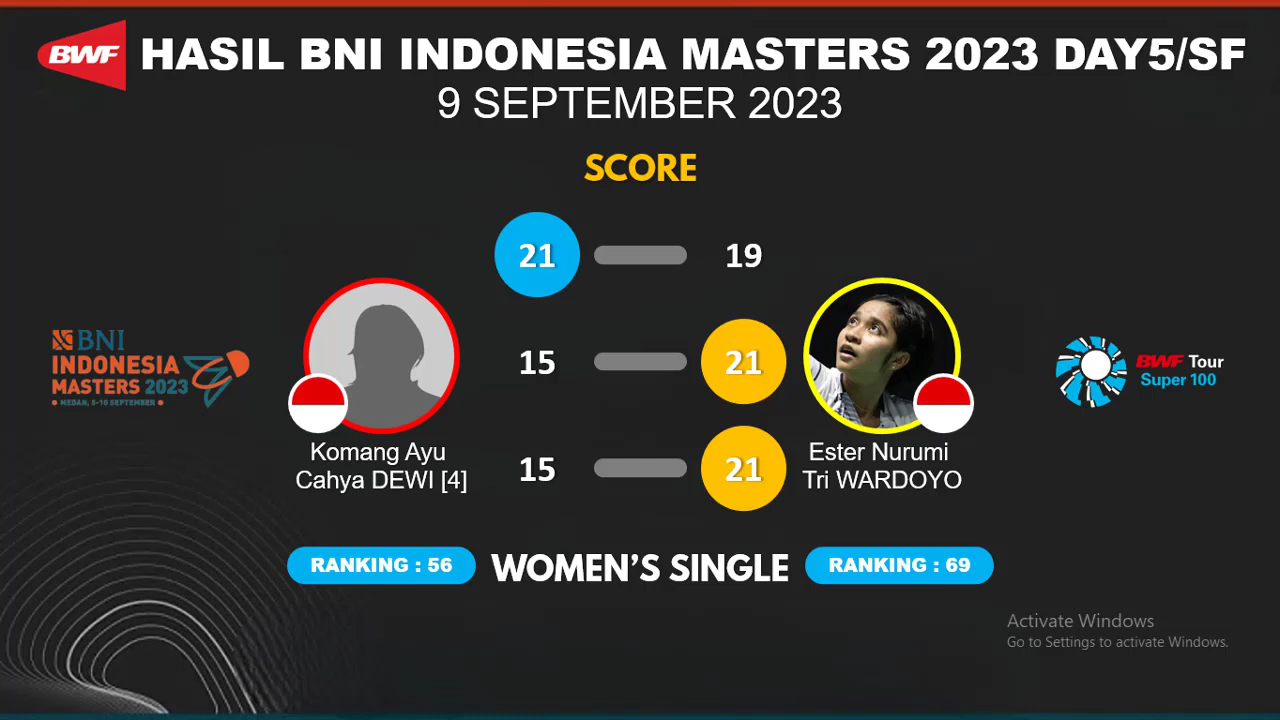 BWF
HASIL BNI INDONESIA MASTERS 2023 DAY5/SF
9 SEPTEMBER 2023
SCORE
21 19
15 21
15 21
BNI
INDONESIA
MASTERS 2023
MEDAN, 5-10 SEPTEMBER
BWF Tour
Super 100
Komang Ayu
Cahya DEWI [4]
Ester Nurumi
Tri WARDOYO
RANKING : 56
WOMEN'S SINGLE
RANKING : 69
Activate Windows
Go to Settings to activate Windows.